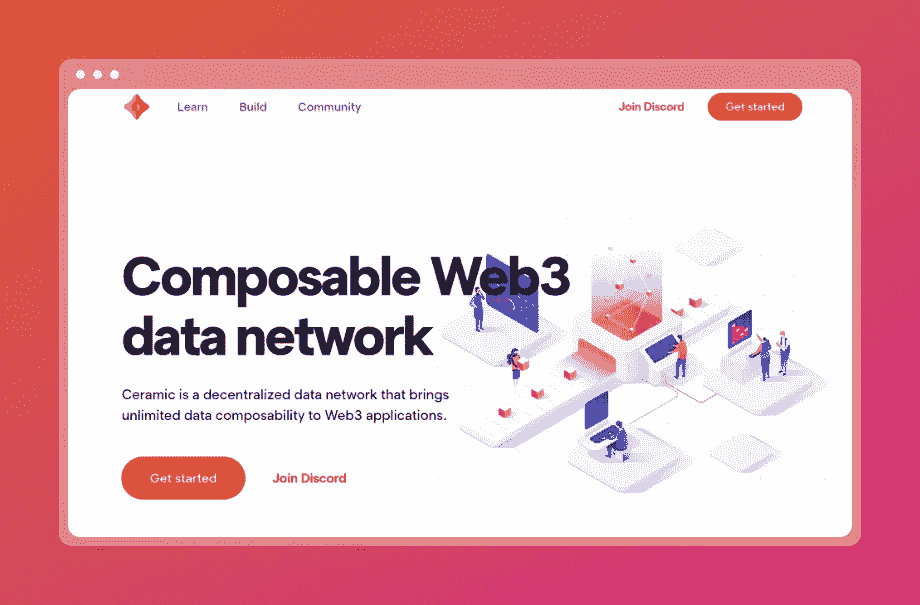 Learn Build Community Join Discord Get started
Composable Web3
data network
Ceramic is a decentralized data network that brings
unlimited data composability to Web3 applications.
Get started Join Discord